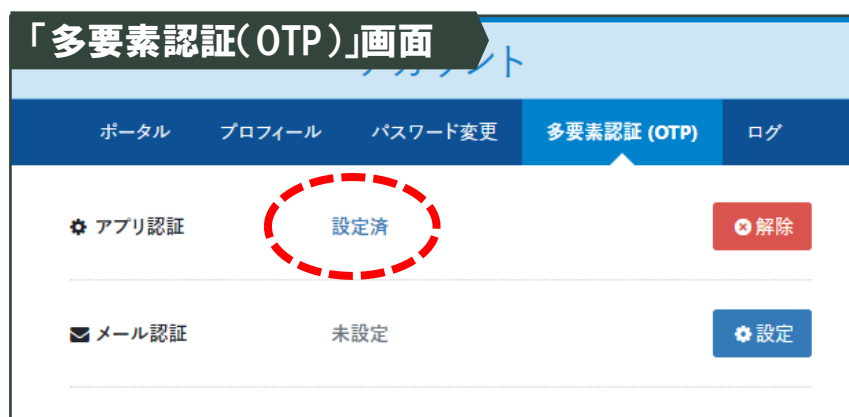 「多要素認証(OTP)」画面
ポータル プロフィール パスワード変更 多要素認証 (OTP) ログ
アプリ認証 設定済 解除
メール認証 未設定 設定